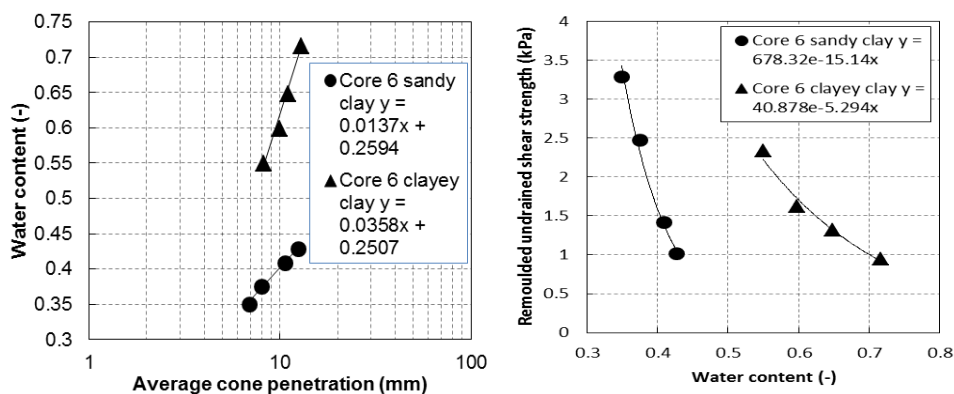 0.75
0.7
0.65
0.6
0.55
0.5
0.45
0.4
0.35
0.3
Water content (-)
Core 6 sandy
clay y =
0.0137x +
0.2594
Core 6 clayey
clay y =
0.0358x +
0.2507
1
10
100
Average cone penetration (mm)
4
3.5
3
2.5
2
1.5
1
0.5
0
Remoulded undrained shear strength (kPa)
Core 6 sandy clay y =
678.32e-15.14x
Core 6 clayey clay y =
40.878e-5.294x
0.3
0.4
0.5
0.6
0.7
0.8
Water content (-)